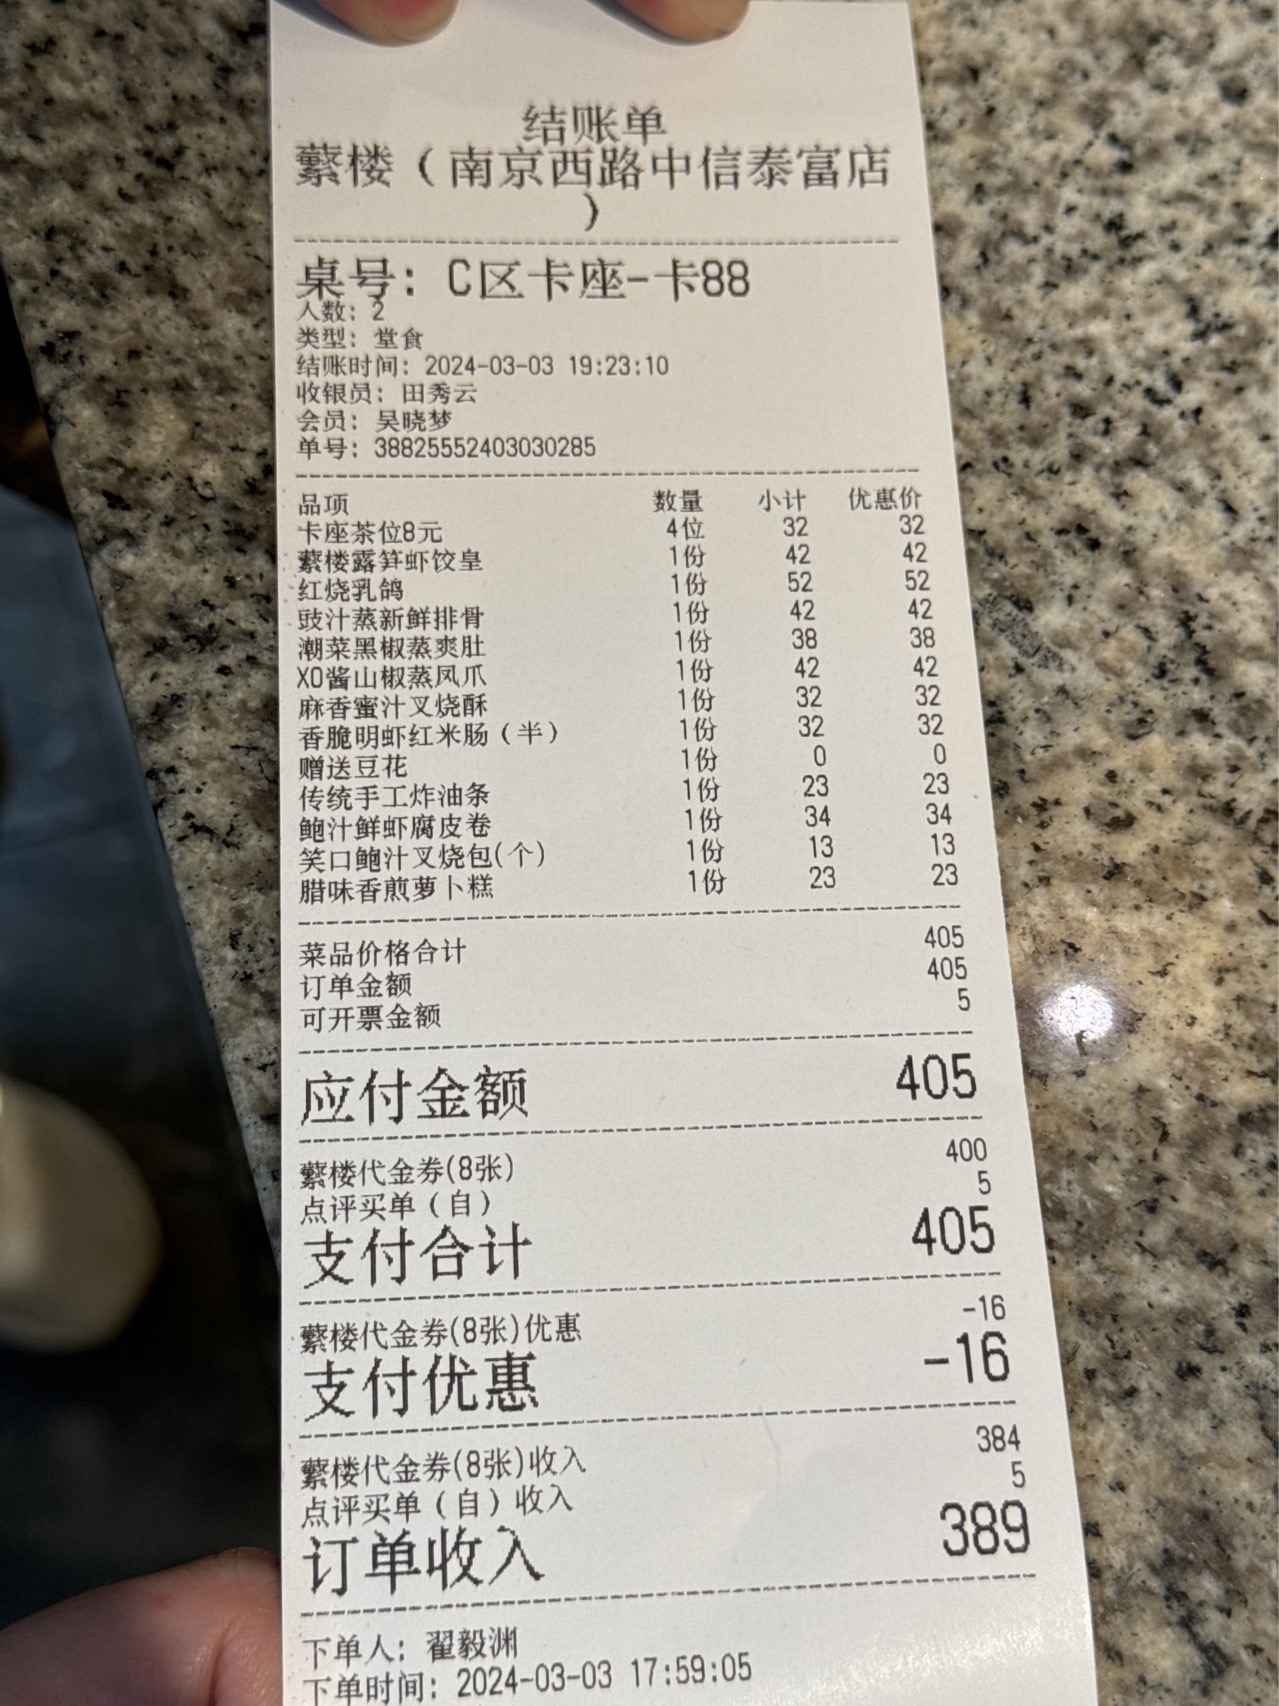 结账单
蘩楼（南京西路中信泰富店
）
桌号: C区卡座-卡88
人数: 2
类型: 堂食
结账时间: 2024-03-03 19:23:10
收银员: 田秀云
会员: 吴晓梦
单号: 38825552403030285
品项 数量 小计 优惠价
卡座茶位8元 4位 32 32
蘩楼露笋虾饺皇 1份 42 42
红烧乳鸽 1份 52 52
豉汁蒸新鲜排骨 1份 42 42
潮菜黑椒蒸爽肚 1份 38 38
XO酱山椒蒸凤爪 1份 42 42
麻香蜜汁叉烧酥 1份 32 32
香脆明虾红米肠（半） 1份 32 32
赠送豆花 1份 0 0
传统手工炸油条 1份 23 23
鲍汁鲜虾腐皮卷 1份 34 34
笑口鲍汁叉烧包(个) 1份 13 13
腊味香煎萝卜糕 1份 23 23
菜品价格合计 405
订单金额 405
可开票金额 5
应付金额 405
蘩楼代金券(8张) 400
点评买单（自） 5
支付合计 405
蘩楼代金券(8张)优惠 -16
支付优惠 -16
蘩楼代金券(8张)收入 384
点评买单（自）收入 5
订单收入 389
下单人: 翟毅渊
下单时间: 2024-03-03 17:59:05